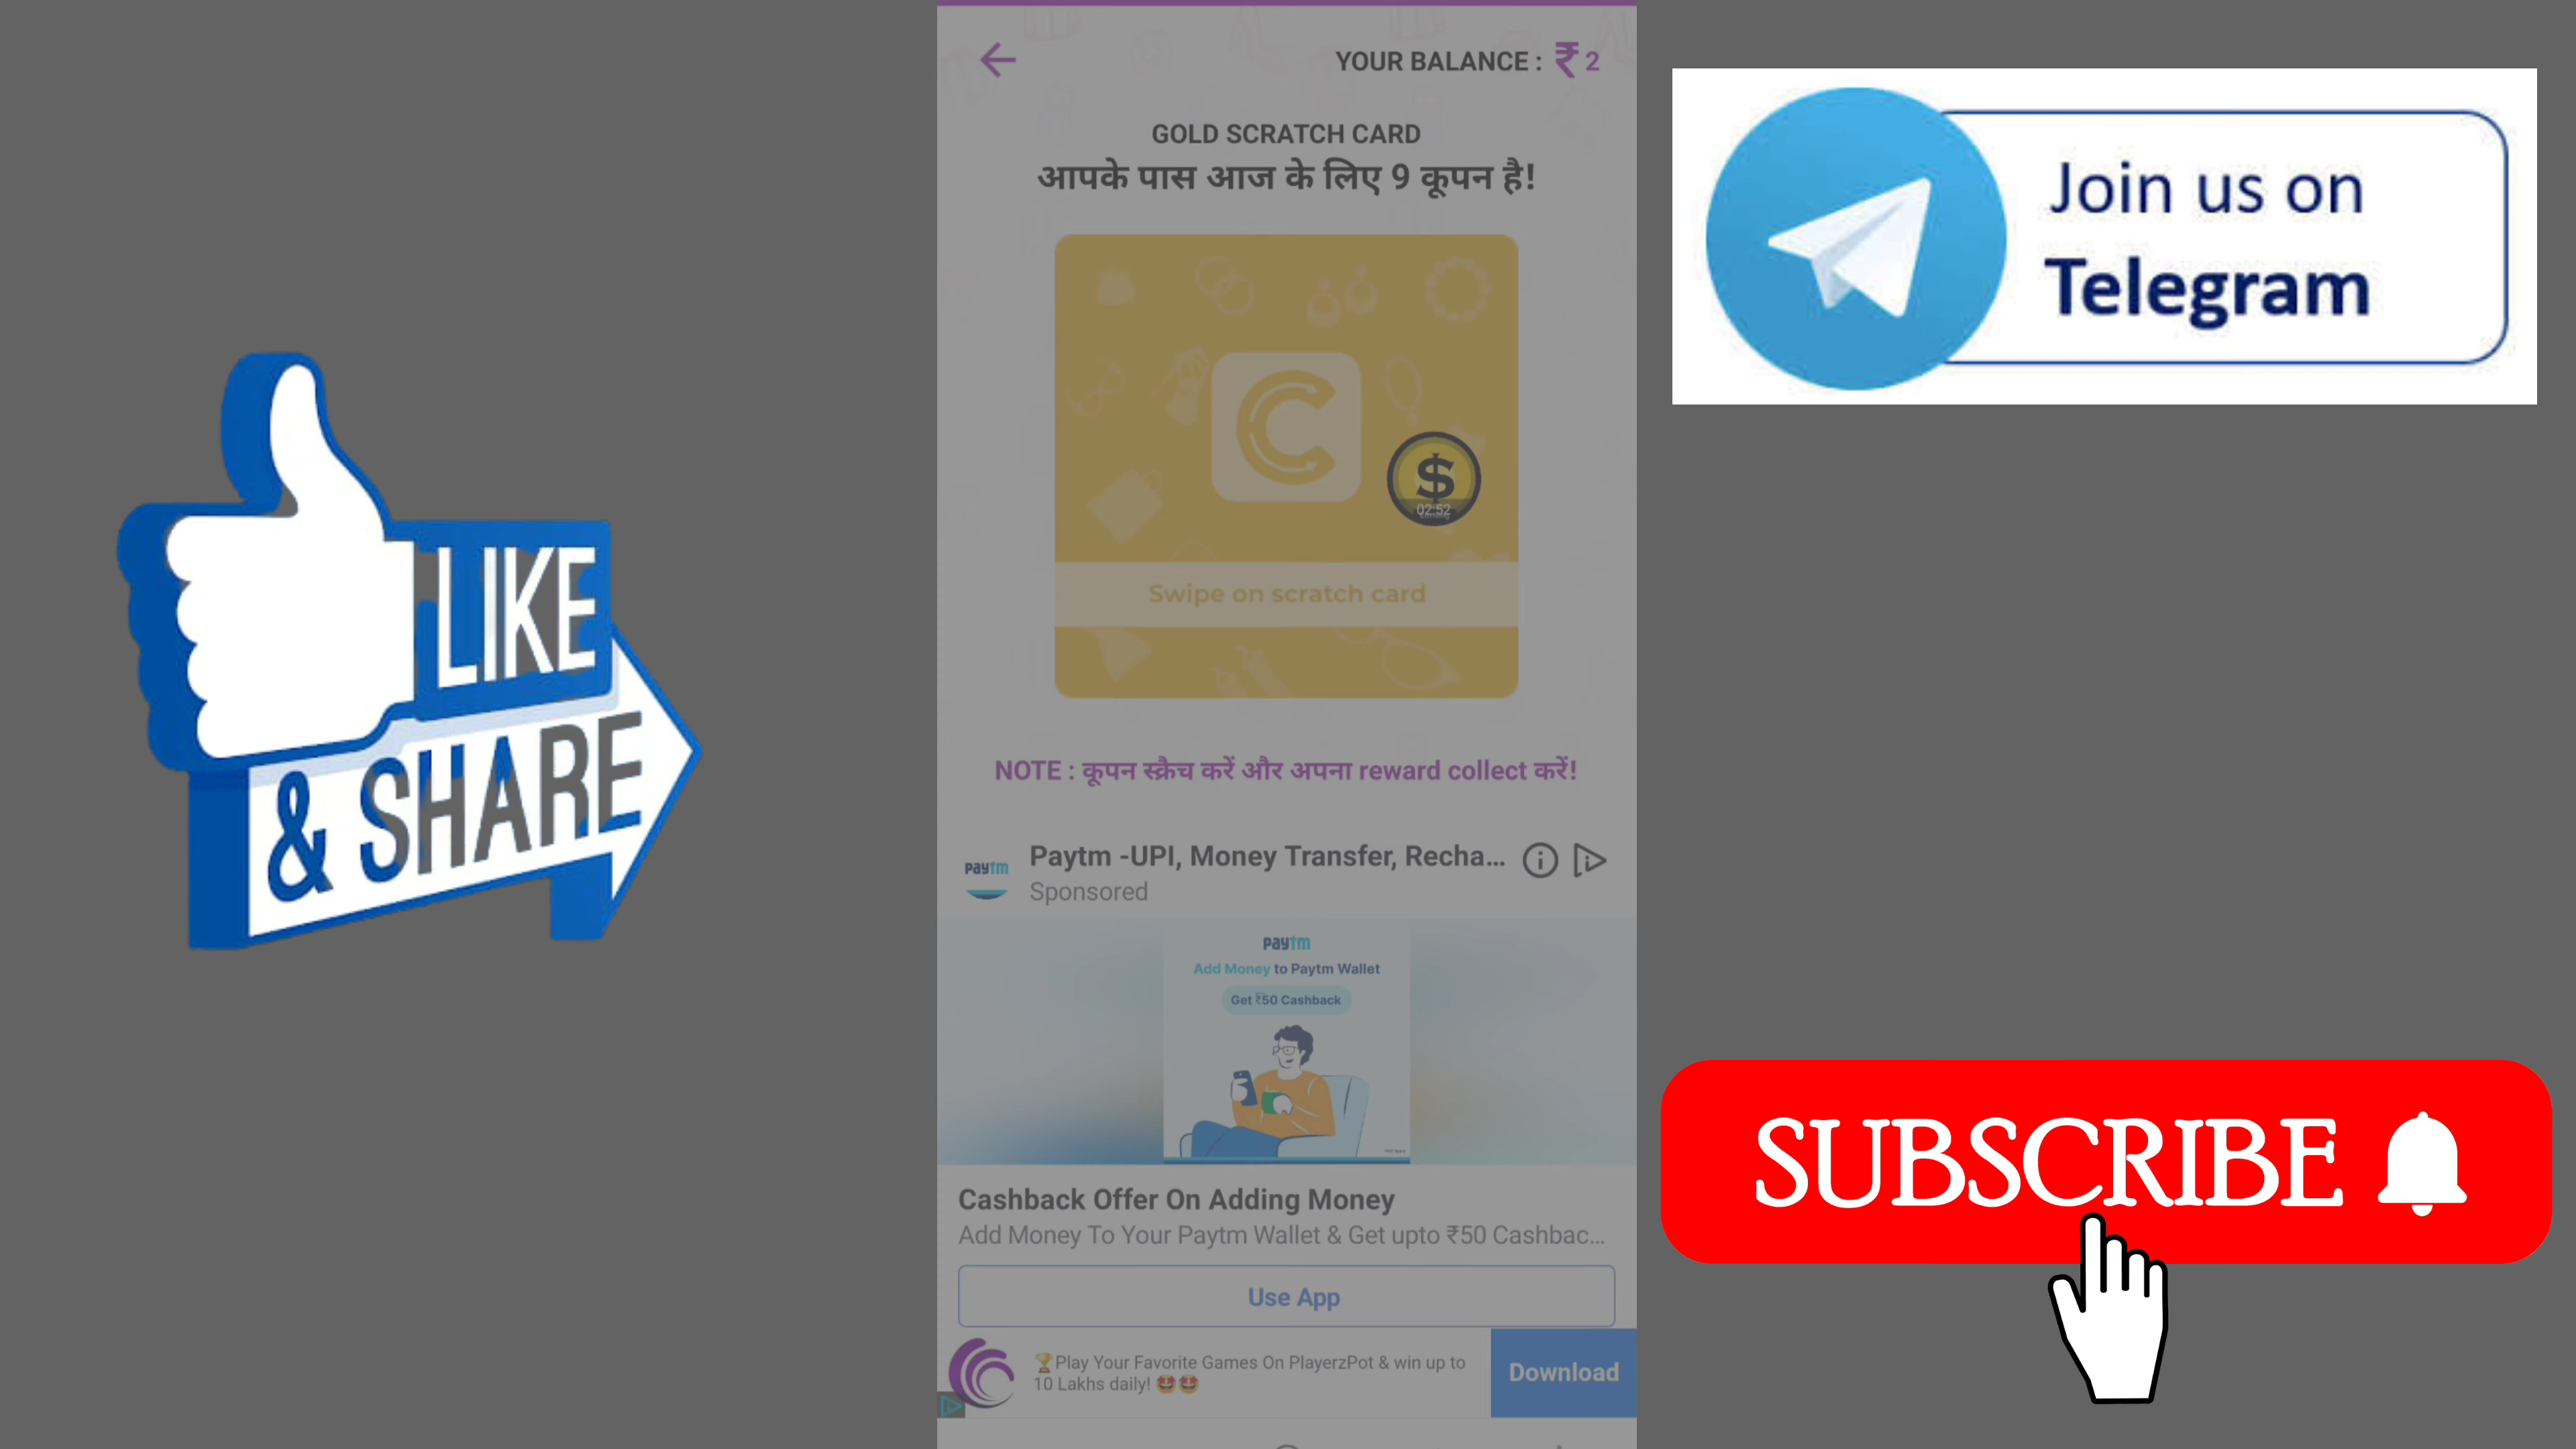 YOUR BALANCE : ₹ 2
GOLD SCRATCH CARD
आपके पास आज के लिए 9 कूपन है!
02:52
Swipe on scratch card
NOTE : कूपन स्क्रैच करें और अपना reward collect करें!
paytm
Paytm -UPI, Money Transfer, Recha...
Sponsored
paytm
Add Money to Paytm Wallet
Get ₹50 Cashback
Cashback Offer On Adding Money
Add Money To Your Paytm Wallet & Get upto ₹50 Cashbac...
Use App
🏆Play Your Favorite Games On PlayerzPot & win up to
10 Lakhs daily! 🤩🤩
Download
LIKE
& SHARE
Join us on
Telegram
SUBSCRIBE